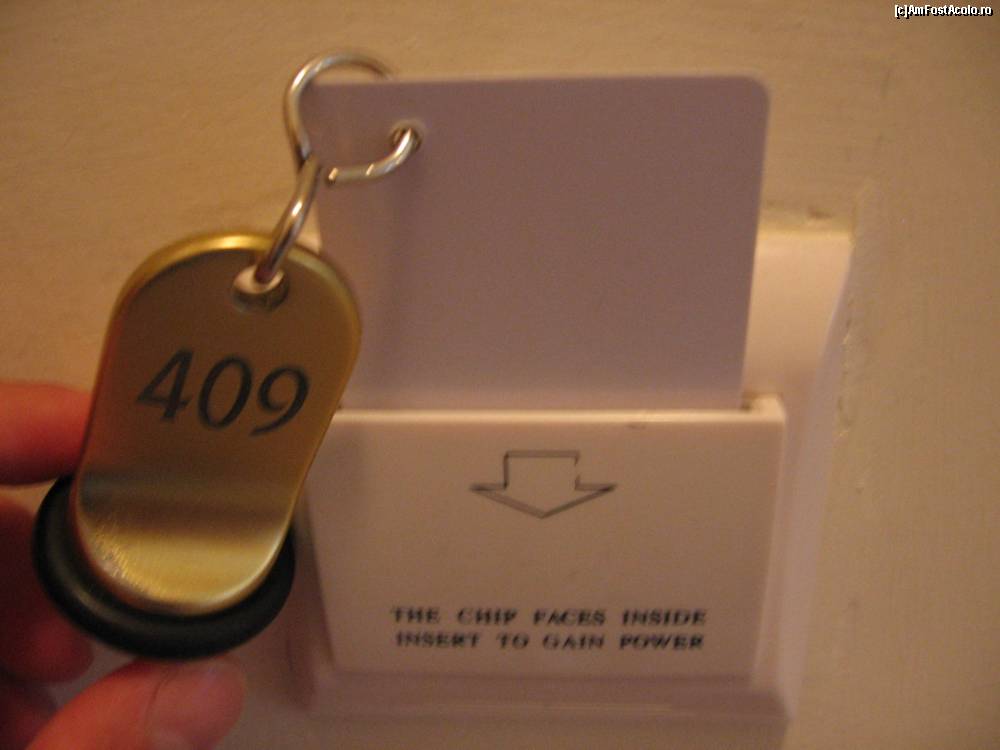 [c]AmFostAcolo.ro
409
THE CHIP FACES INSIDE
INSERT TO GAIN POWER